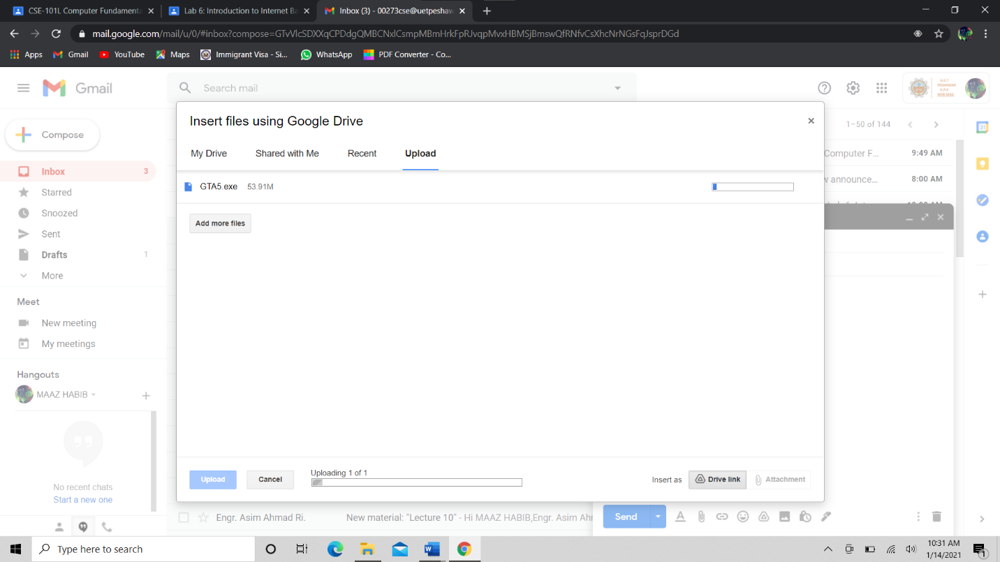 CSE-101L Computer Fundamenta
Lab 6: Introduction to Internet Ba
Inbox (3) - 00273cse@uetpeshaw
mail.google.com/mail/u/0/#inbox?compose=GTvVlcSDXXqCPDdgQMBCNxlCsmpMBmHrkFpRJvqpMvxHBMSjBmswQfRNfvCsXhcNrNGsFqJsprDGd
Apps Gmail YouTube Maps Immigrant Visa - Si... WhatsApp PDF Converter - Co...
Gmail
Search mail
U.E.T
PESHAWAR
K.P.K
WEB MAIL
Insert files using Google Drive
My Drive Shared with Me Recent Upload
GTA5.exe 53.91M
Add more files
Uploading 1 of 1
Upload Cancel
Insert as Drive link Attachment
Compose
Inbox 3
Starred
Snoozed
Sent
Drafts 1
More
Meet
New meeting
My meetings
Hangouts
MAAZ HABIB
No recent chats
Start a new one
1–50 of 144
Computer F... 9:49 AM
w announce... 8:00 AM
31
Engr. Asim Ahmad Ri. New material: "Lecture 10" - Hi MAAZ HABIB,Engr. Asim Ahm
Send
Type here to search
10:31 AM
1/14/2021
1